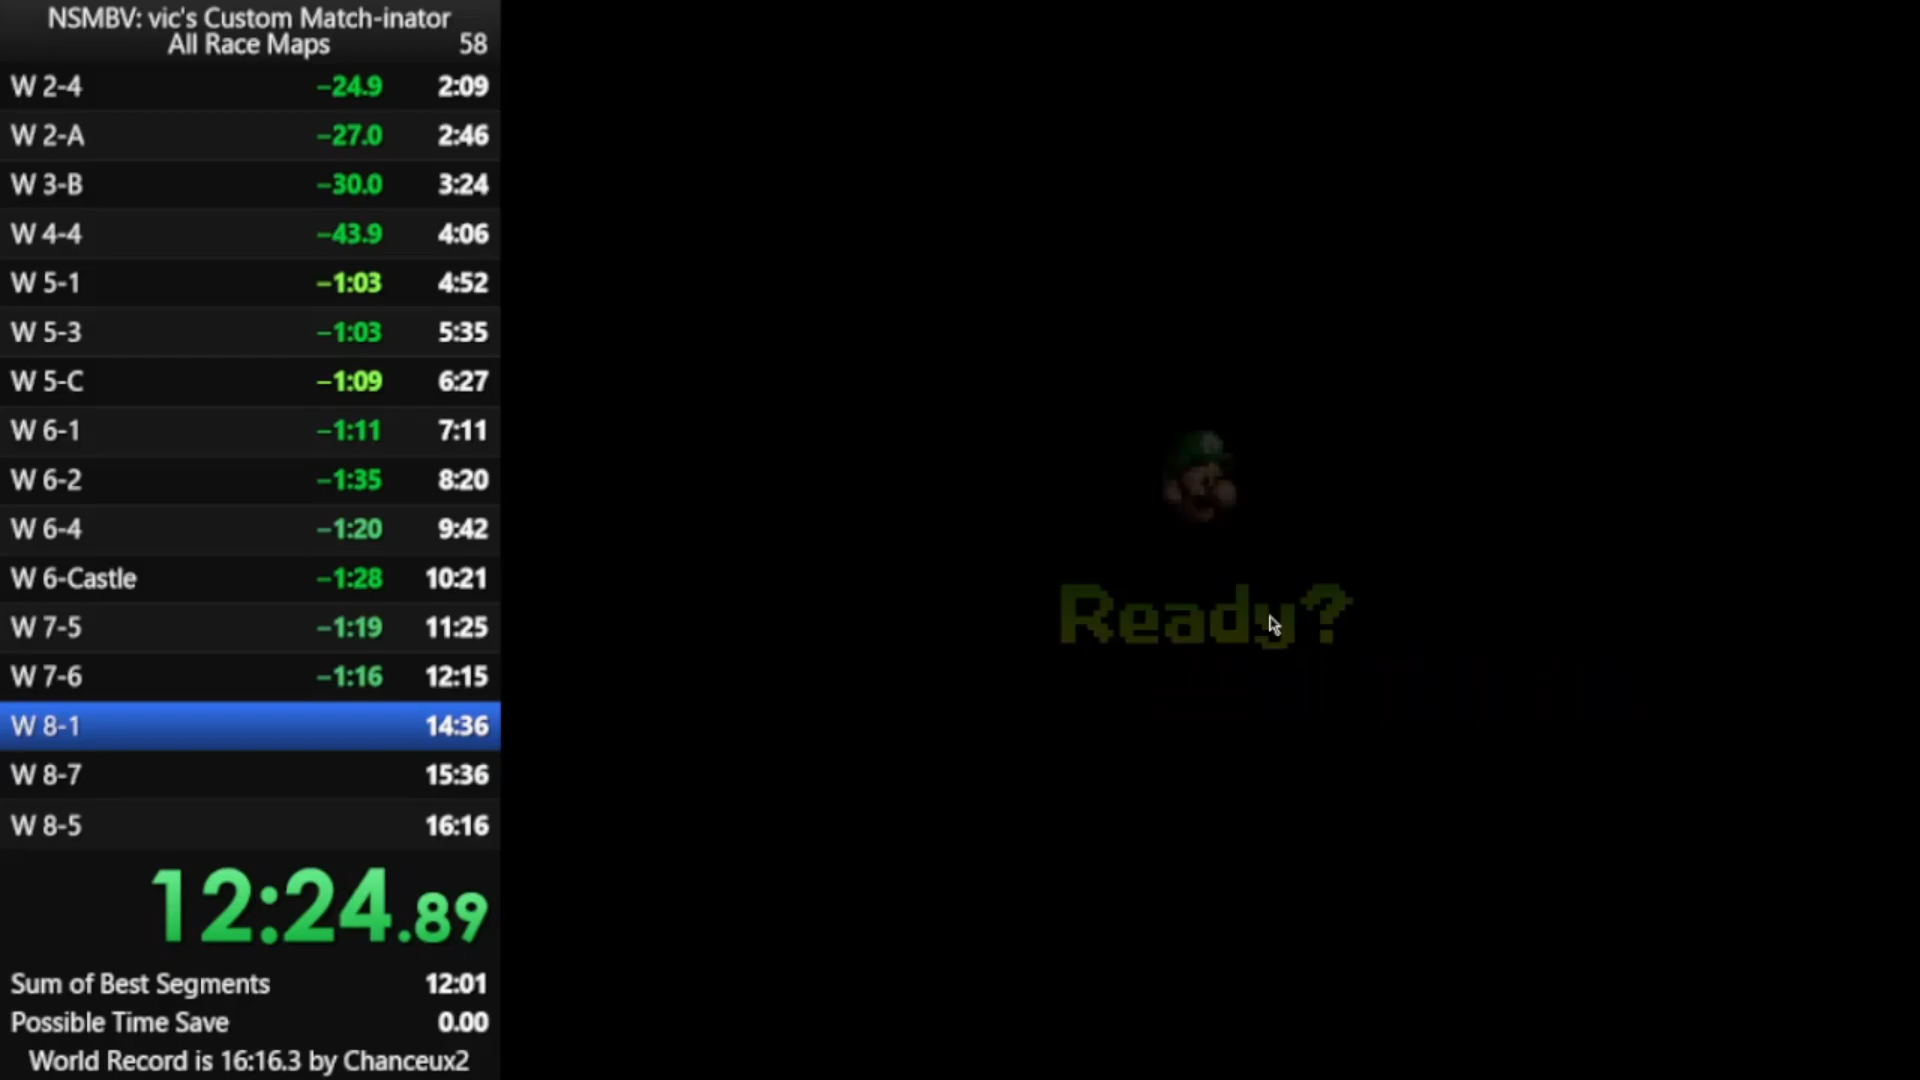 NSMBV: vic's Custom Match-inator
All Race Maps 58
W 2-4 −24.9 2:09
W 2-A −27.0 2:46
W 3-B −30.0 3:24
W 4-4 −43.9 4:06
W 5-1 −1:03 4:52
W 5-3 −1:03 5:35
W 5-C −1:09 6:27
W 6-1 −1:11 7:11
W 6-2 −1:35 8:20
W 6-4 −1:20 9:42
W 6-Castle −1:28 10:21
W 7-5 −1:19 11:25
W 7-6 −1:16 12:15
W 8-1 14:36
W 8-7 15:36
W 8-5 16:16
12:24.89
Sum of Best Segments 12:01
Possible Time Save 0.00
World Record is 16:16.3 by Chanceux2
Ready?